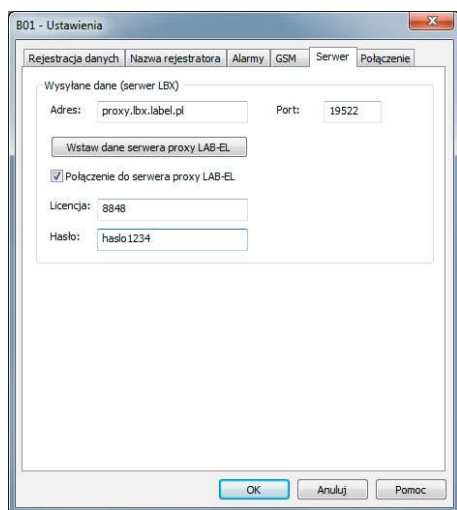 B01 - Ustawienia
Rejestracja danych Nazwa rejestratora Alarmy GSM Serwer Połączenie
Wysyłane dane (serwer LBX)
Adres: proxy.lbx.label.pl Port: 19522
Wstaw dane serwera proxy LAB-EL
Połączenie do serwera proxy LAB-EL
Licencja: 8848
Hasło: haslo1234
OK Anuluj Pomoc